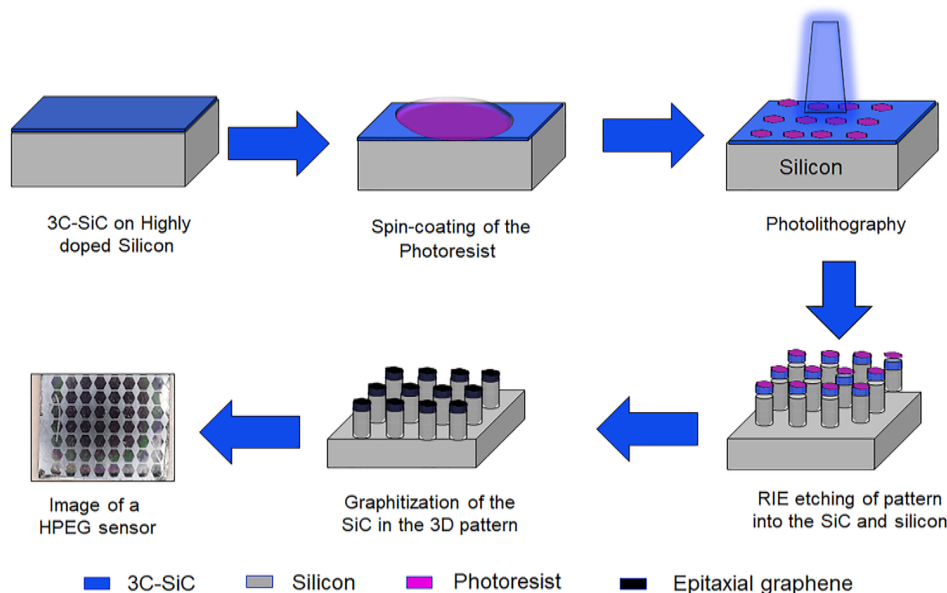 3C-SiC on Highly
doped Silicon
Spin-coating of the
Photoresist
Silicon
Photolithography
RIE etching of pattern
into the SiC and silicon
Graphitization of the
SiC in the 3D pattern
Image of a
HPEG sensor
3C-SiC
Silicon
Photoresist
Epitaxial graphene